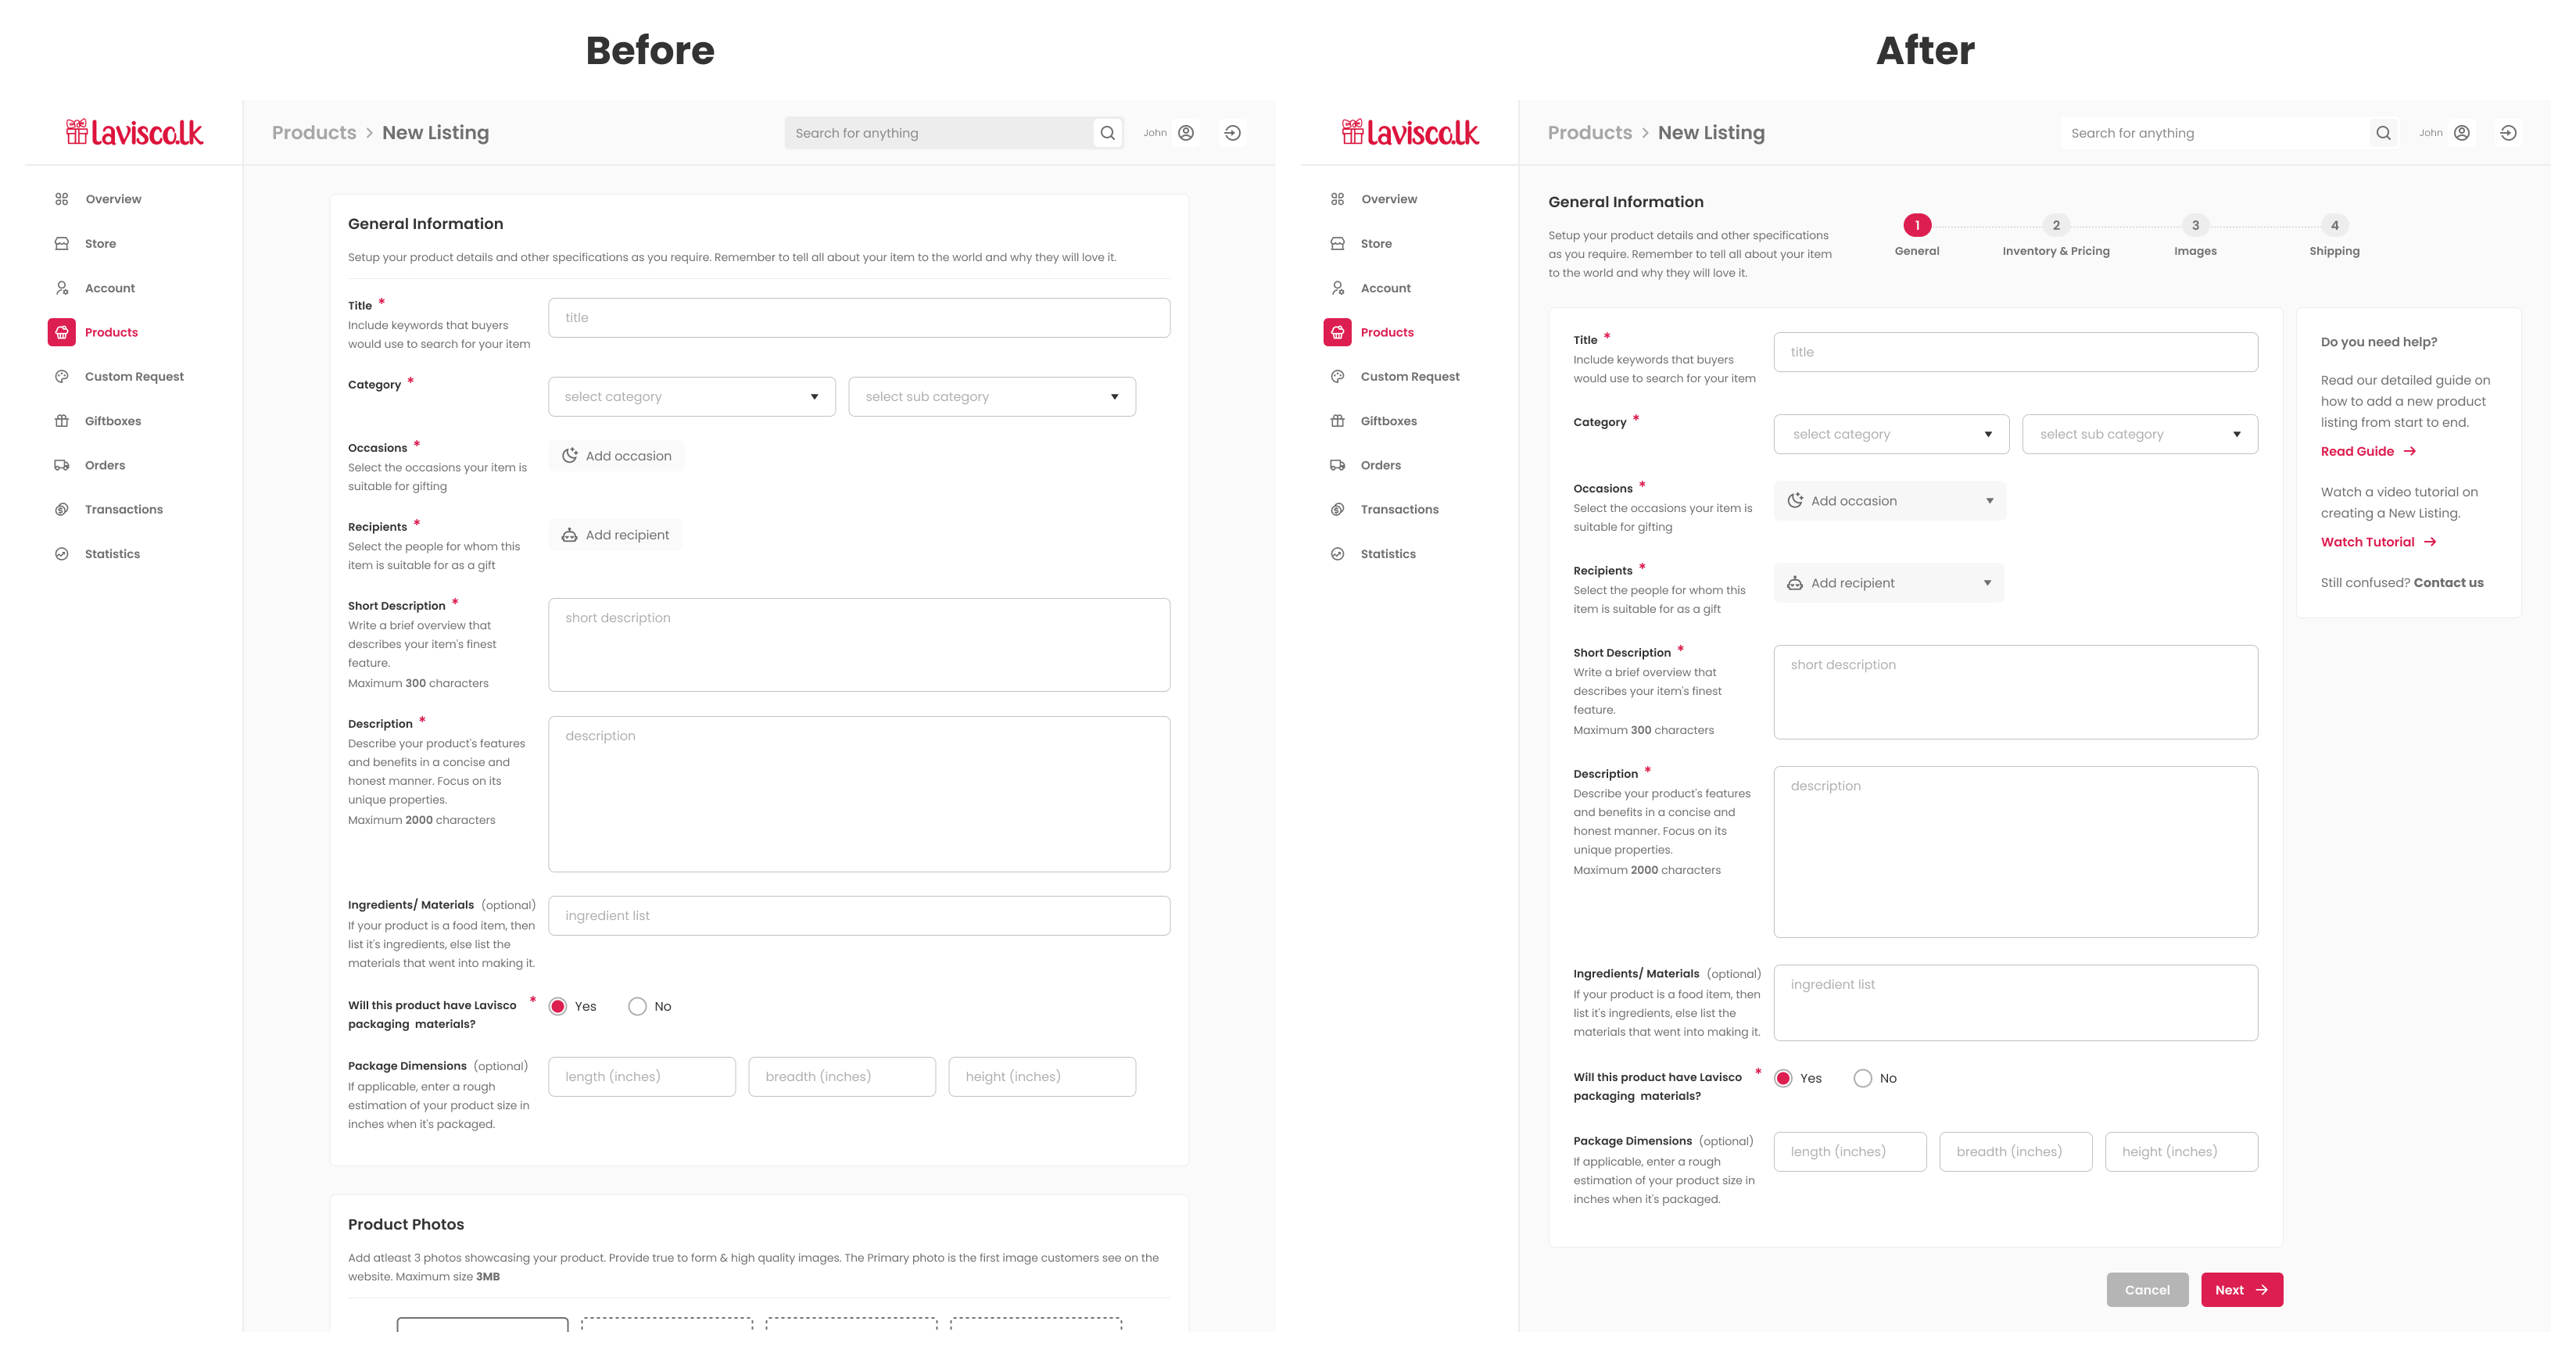 Before
laviscolk
Products > New Listing
Search for anything
John
Overview
Store
Account
Products
Custom Request
Giftboxes
Orders
Transactions
Statistics
General Information
Setup your product details and other specifications as you require. Remember to tell all about your item to the world and why they will love it.
Title *
Include keywords that buyers
would use to search for your item
title
Category *
select category
select sub category
Occasions *
Select the occasions your item is
suitable for gifting
Add occasion
Recipients *
Select the people for whom this
item is suitable for as a gift
Add recipient
Short Description *
Write a brief overview that
describes your item's finest
feature.
Maximum 300 characters
short description
Description *
Describe your product's features
and benefits in a concise and
honest manner. Focus on its
unique properties.
Maximum 2000 characters
description
Ingredients/ Materials (optional)
If your product is a food item, then
list it's ingredients, else list the
materials that went into making it.
ingredient list
Will this product have Lavisco *
packaging materials?
Yes
No
Package Dimensions (optional)
If applicable, enter a rough
estimation of your product size in
inches when it's packaged.
length (inches)
breadth (inches)
height (inches)
Product Photos
Add atleast 3 photos showcasing your product. Provide true to form & high quality images. The Primary photo is the first image customers see on the
website. Maximum size 3MB
After
laviscolk
Products > New Listing
Search for anything
John
Overview
Store
Account
Products
Custom Request
Giftboxes
Orders
Transactions
Statistics
General Information
Setup your product details and other specifications
as you require. Remember to tell all about your item
to the world and why they will love it.
1
General
2
Inventory & Pricing
3
Images
4
Shipping
Title *
Include keywords that buyers
would use to search for your item
title
Category *
select category
select sub category
Occasions *
Select the occasions your item is
suitable for gifting
Add occasion
Recipients *
Select the people for whom this
item is suitable for as a gift
Add recipient
Short Description *
Write a brief overview that
describes your item's finest
feature.
Maximum 300 characters
short description
Description *
Describe your product's features
and benefits in a concise and
honest manner. Focus on its
unique properties.
Maximum 2000 characters
description
Ingredients/ Materials (optional)
If your product is a food item, then
list it's ingredients, else list the
materials that went into making it.
ingredient list
Will this product have Lavisco *
packaging materials?
Yes
No
Package Dimensions (optional)
If applicable, enter a rough
estimation of your product size in
inches when it's packaged.
length (inches)
breadth (inches)
height (inches)
Cancel
Next
Do you need help?
Read our detailed guide on
how to add a new product
listing from start to end.
Read Guide
Watch a video tutorial on
creating a New Listing.
Watch Tutorial
Still confused? Contact us